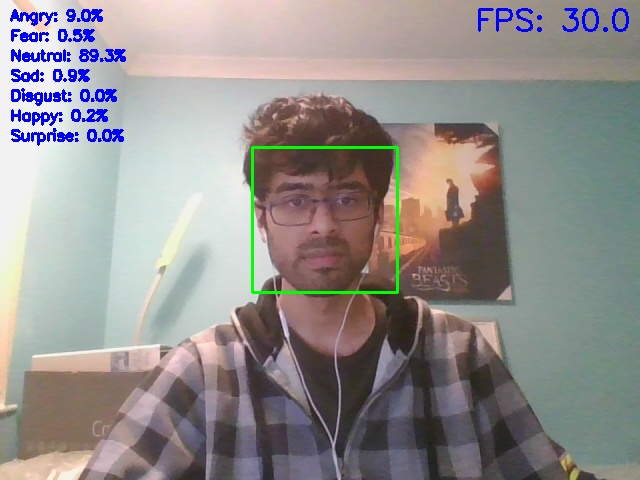 Angry: 9.0%
Fear: 0.5%
Neutral: 89.3%
Sad: 0.9%
Disgust: 0.0%
Happy: 0.2%
Surprise: 0.0%
FPS: 30.0
FANTASTIC
BEASTS